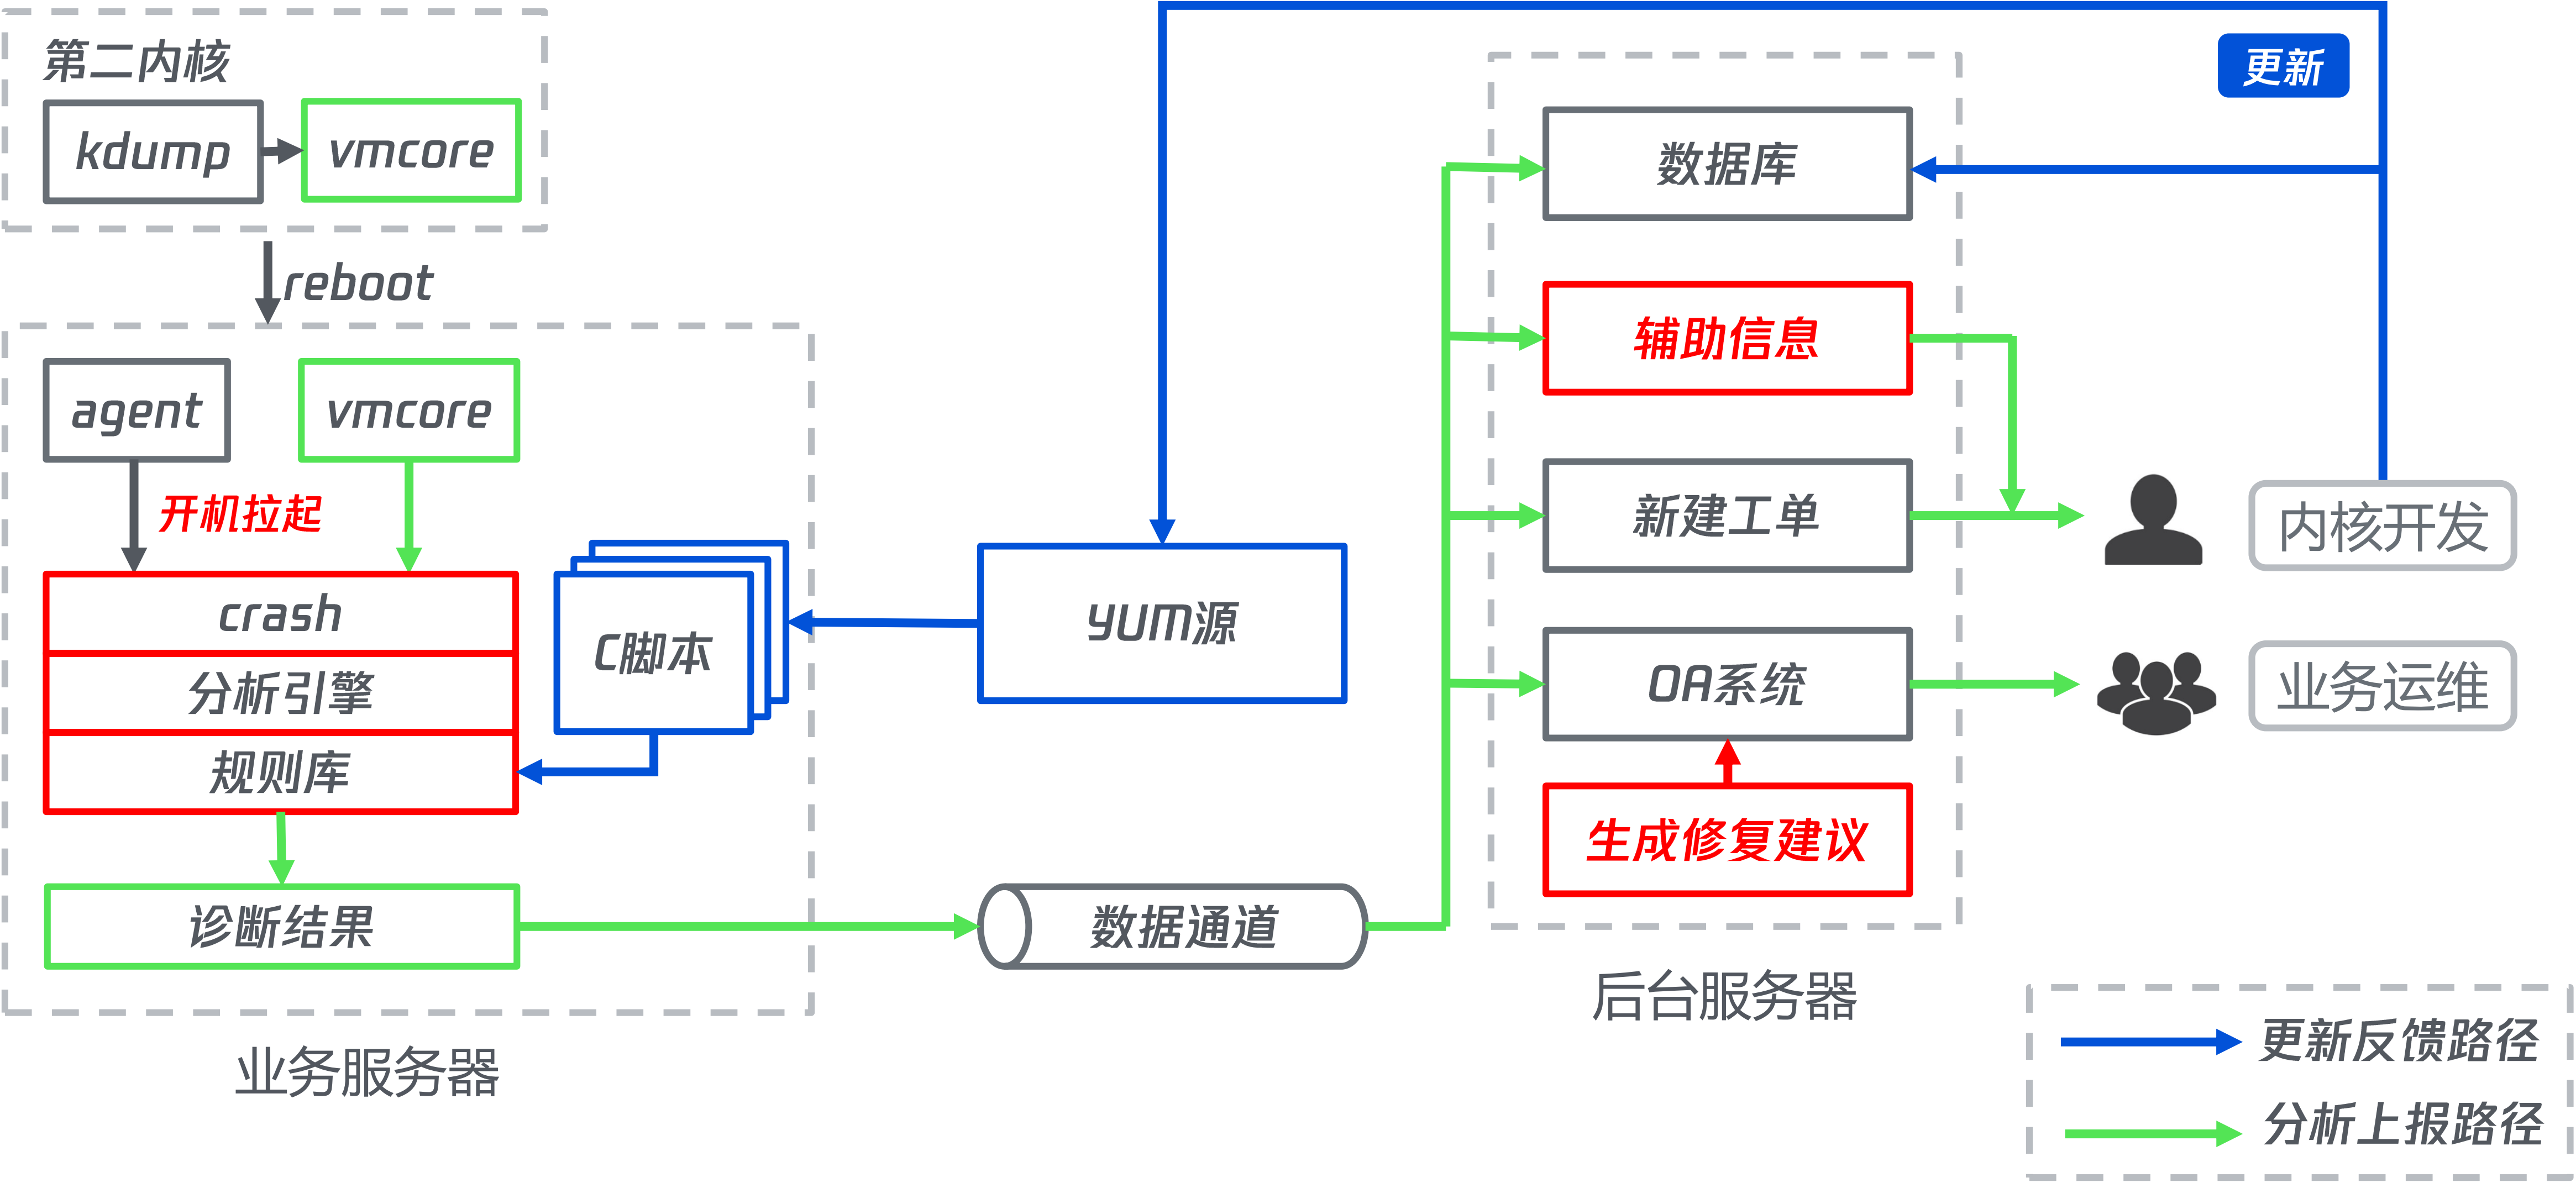 第二内核
kdump
vmcore
reboot
agent
vmcore
开机拉起
crash
分析引擎
规则库
C脚本
诊断结果
业务服务器
YUM源
数据通道
更新
数据库
辅助信息
新建工单
OA系统
生成修复建议
后台服务器
内核开发
业务运维
更新反馈路径
分析上报路径